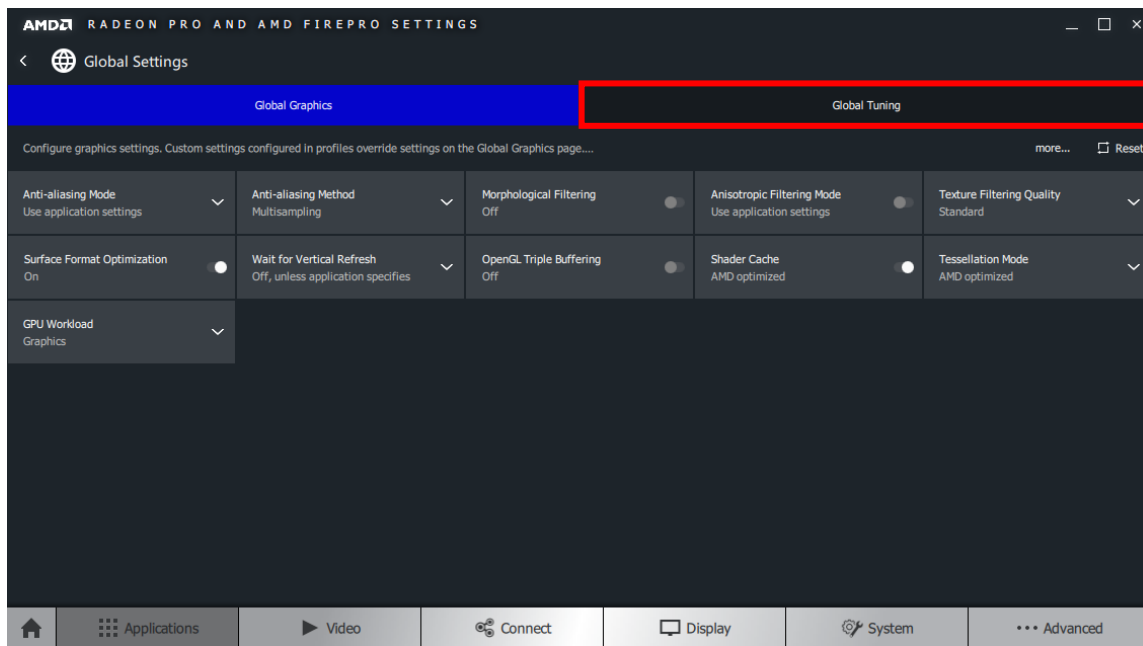 AMD RADEON PRO AND AMD FIREPRO SETTINGS
Global Settings
Global Graphics
Global Tuning
Configure graphics settings. Custom settings configured in profiles override settings on the Global Graphics page....
more...
Reset
Anti-aliasing Mode
Use application settings
Anti-aliasing Method
Multisampling
Morphological Filtering
Off
Anisotropic Filtering Mode
Use application settings
Texture Filtering Quality
Standard
Surface Format Optimization
On
Wait for Vertical Refresh
Off, unless application specifies
OpenGL Triple Buffering
Off
Shader Cache
AMD optimized
Tessellation Mode
AMD optimized
GPU Workload
Graphics
Applications
Video
Connect
Display
System
Advanced